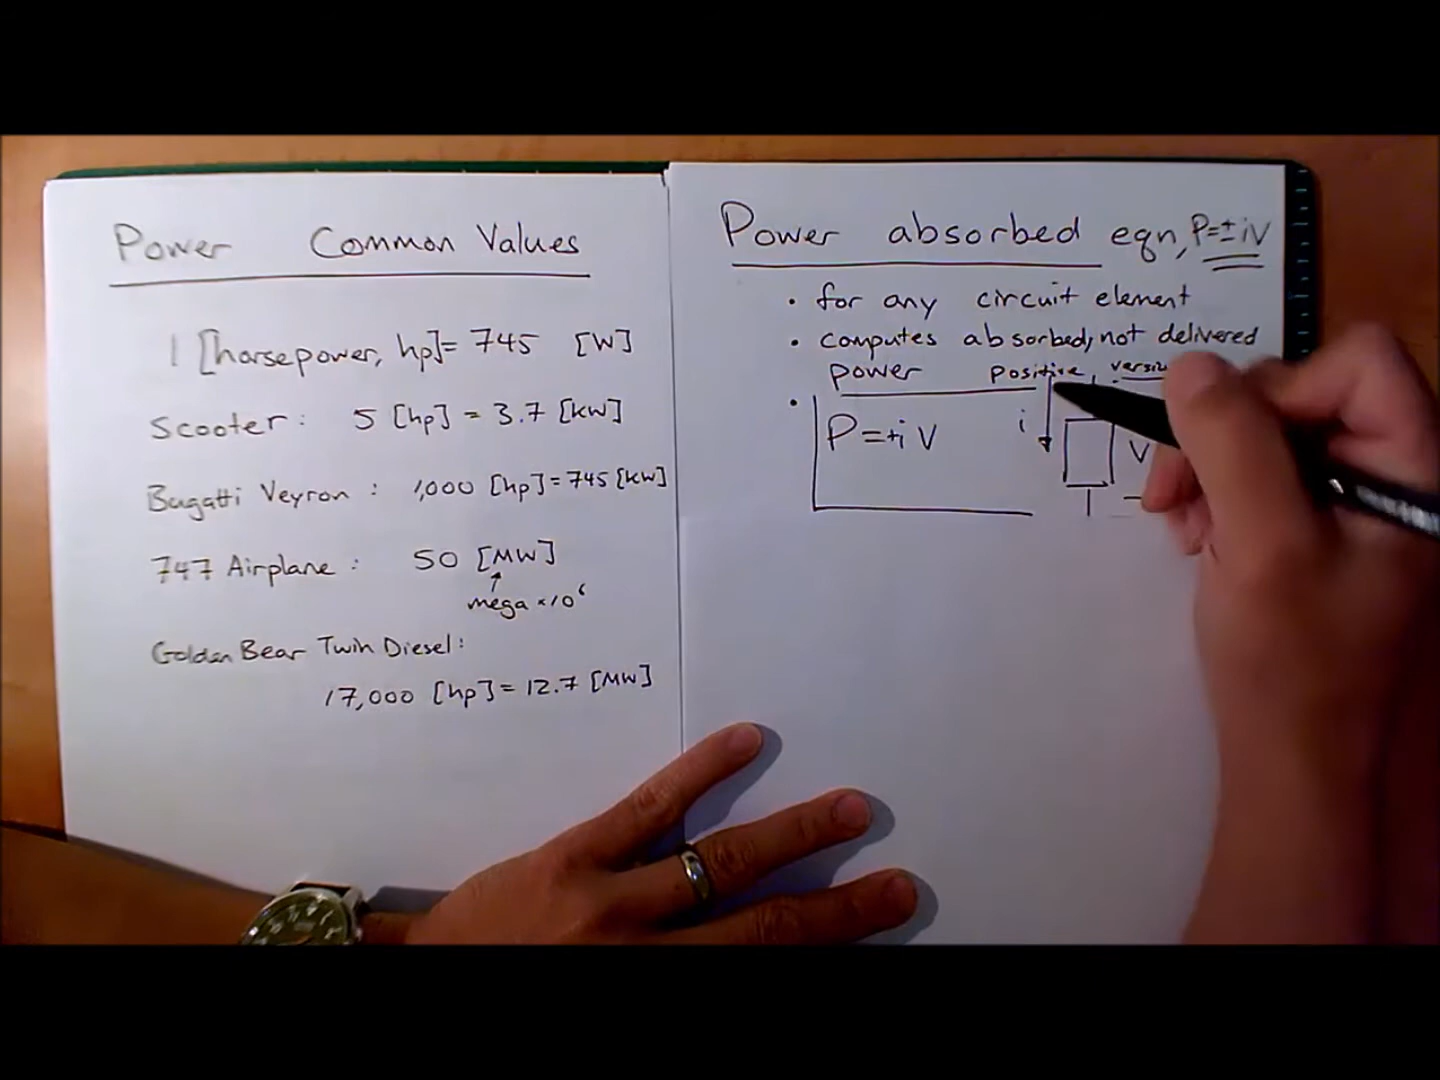 Power Common Values
1 [horsepower, hp] = 745 [W]
Scooter: 5 [hp] = 3.7 [kW]
Bugatti Veyron: 1,000 [hp] = 745 [kW]
747 Airplane: 50 [MW]
↑
mega ×10⁶
Golden Bear Twin Diesel:
17,000 [hp] = 12.7 [MW]
Power absorbed eqn, P=±iV
• for any circuit element
• computes absorbed, not delivered
power
positive
• P=+iV
i
V
−